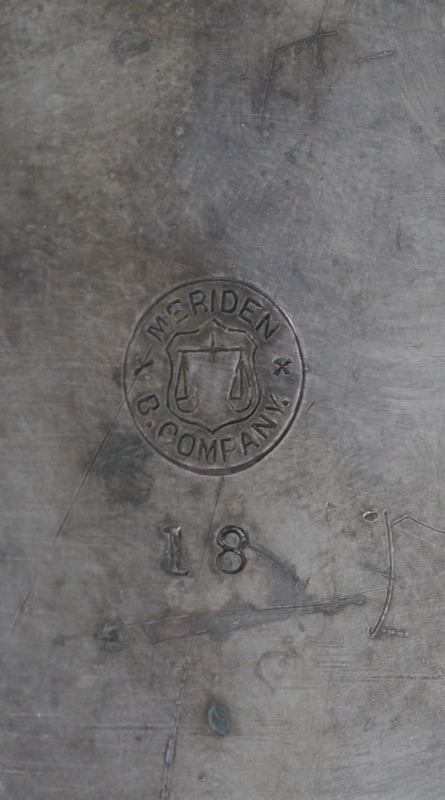 MERIDEN
B. COMPANY.
18